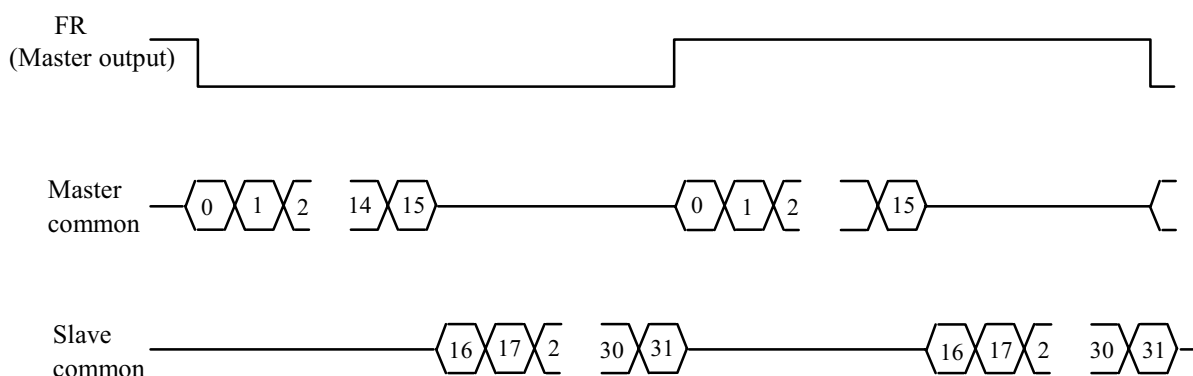 FR
(Master output)
Master
common
0 1 2 14 15 0 1 2 15
Slave
common
16 17 2 30 31 16 17 2 30 31